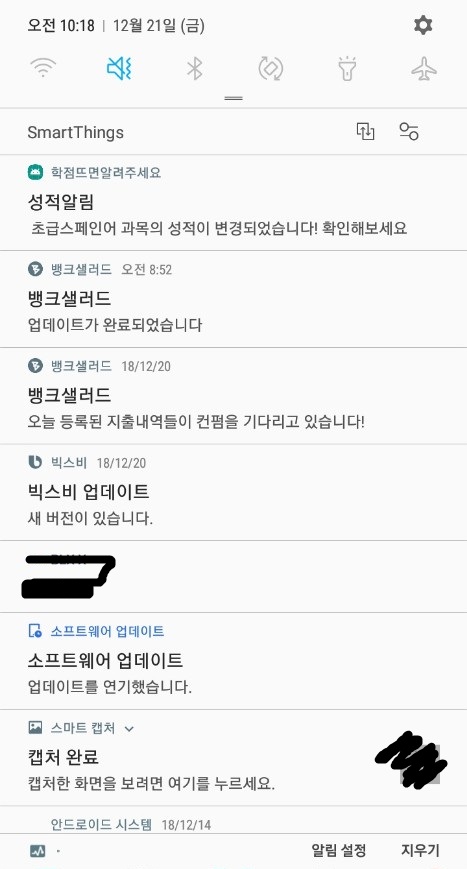 오전 10:18 | 12월 21일 (금)
SmartThings
학점뜨면알려주세요
성적알림
초급스페인어 과목의 성적이 변경되었습니다! 확인해보세요
뱅크샐러드 오전 8:52
뱅크샐러드
업데이트가 완료되었습니다
뱅크샐러드 18/12/20
뱅크샐러드
오늘 등록된 지출내역들이 컨펌을 기다리고 있습니다!
빅스비 18/12/20
빅스비 업데이트
새 버전이 있습니다.
소프트웨어 업데이트
소프트웨어 업데이트
업데이트를 연기했습니다.
스마트 캡처
캡처 완료
캡처한 화면을 보려면 여기를 누르세요.
안드로이드 시스템 18/12/14
알림 설정 지우기